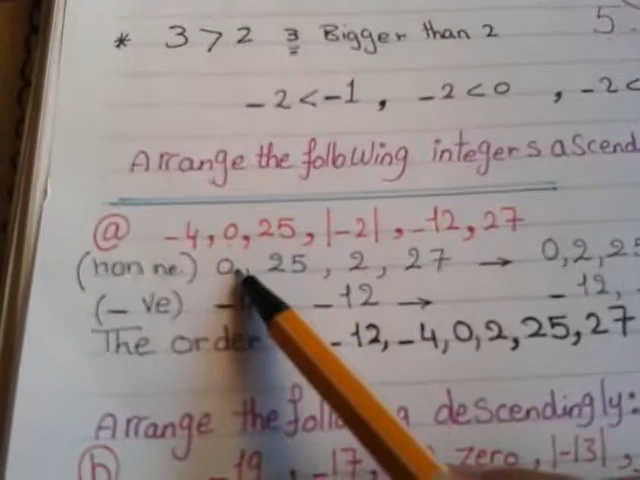 * 3 > 2 3 Bigger than 2 5
-2 < -1 , -2 < 0 , -2 <
Arrange the following integers ascend
@ -4, 0, 25, |-2|, -12, 27
(non ne.) 0, 25, 2, 27 → 0, 2, 25
(- ve) - -12 → -12,
The order -12, -4, 0, 2, 25, 27
Arrange the descendingly:
b -19, -17, zero, |-13|,